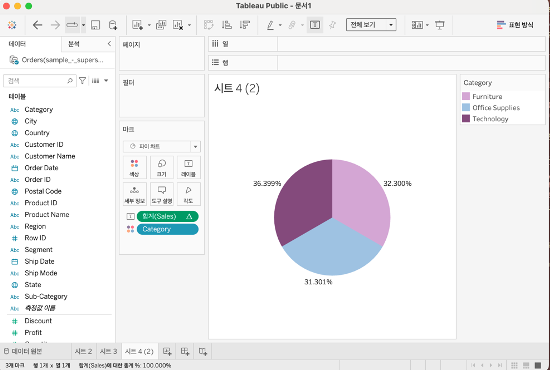 Tableau Public - 문서1
전체 보기
표현 방식
데이터
분석
페이지
열
행
Orders(sample_-_supers...
검색
필터
테이블
Abc Category
City
Country
Abc Customer ID
Abc Customer Name
Order Date
Abc Order ID
Postal Code
Abc Product ID
Abc Product Name
Abc Region
Row ID
Abc Segment
Ship Date
Abc Ship Mode
State
Abc Sub-Category
Abc 측정값 이름
Discount
Profit
마크
파이 차트
색상
크기
레이블
세부 정보
도구 설명
각도
합계(Sales)
Category
시트 4 (2)
36.399%
32.300%
31.301%
Category
Furniture
Office Supplies
Technology
데이터 원본
시트 2
시트 3
시트 4 (2)
3개 마크
행 1개 x 열 1개
합계(Sales)에 대한 총계 %: 100.000%